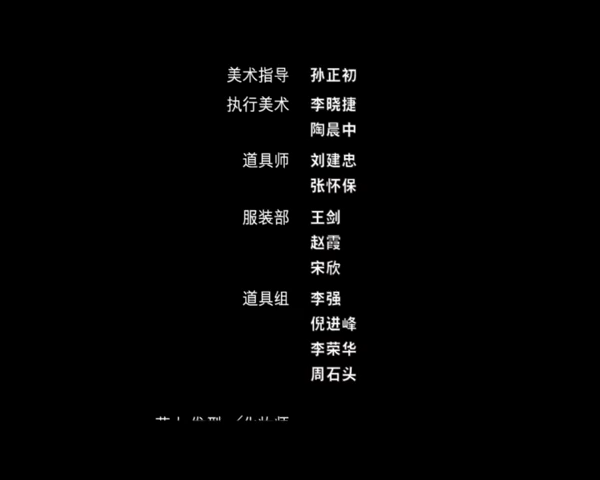 美术指导 孙正初
执行美术 李晓捷
陶晨中
道具师 刘建忠
张怀保
服装部 王剑
赵霞
宋欣
道具组 李强
倪进峰
李荣华
周石头